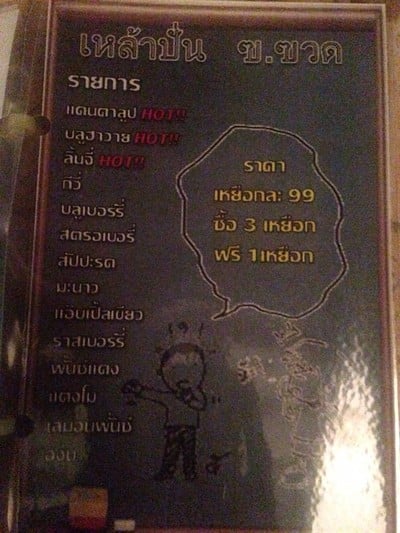 เหล้าปั่น ฃ.ฃวด
รายการ
แคนตาลูป HOT!!
บลูฮาวาย HOT!!
ลิ้นจี่ HOT!!
กีวี่
บลูเบอร์รี่
สตรอเบอรี่
สัปปะรด
มะนาว
แอปเปิ้ลเขียว
ราสเบอร์รี่
พั้นช์แดง
แตงโม
เลมอนพั้นช์
องุ่น
ราคา
เหยือกละ 99
ซื้อ 3 เหยือก
ฟรี 1เหยือก